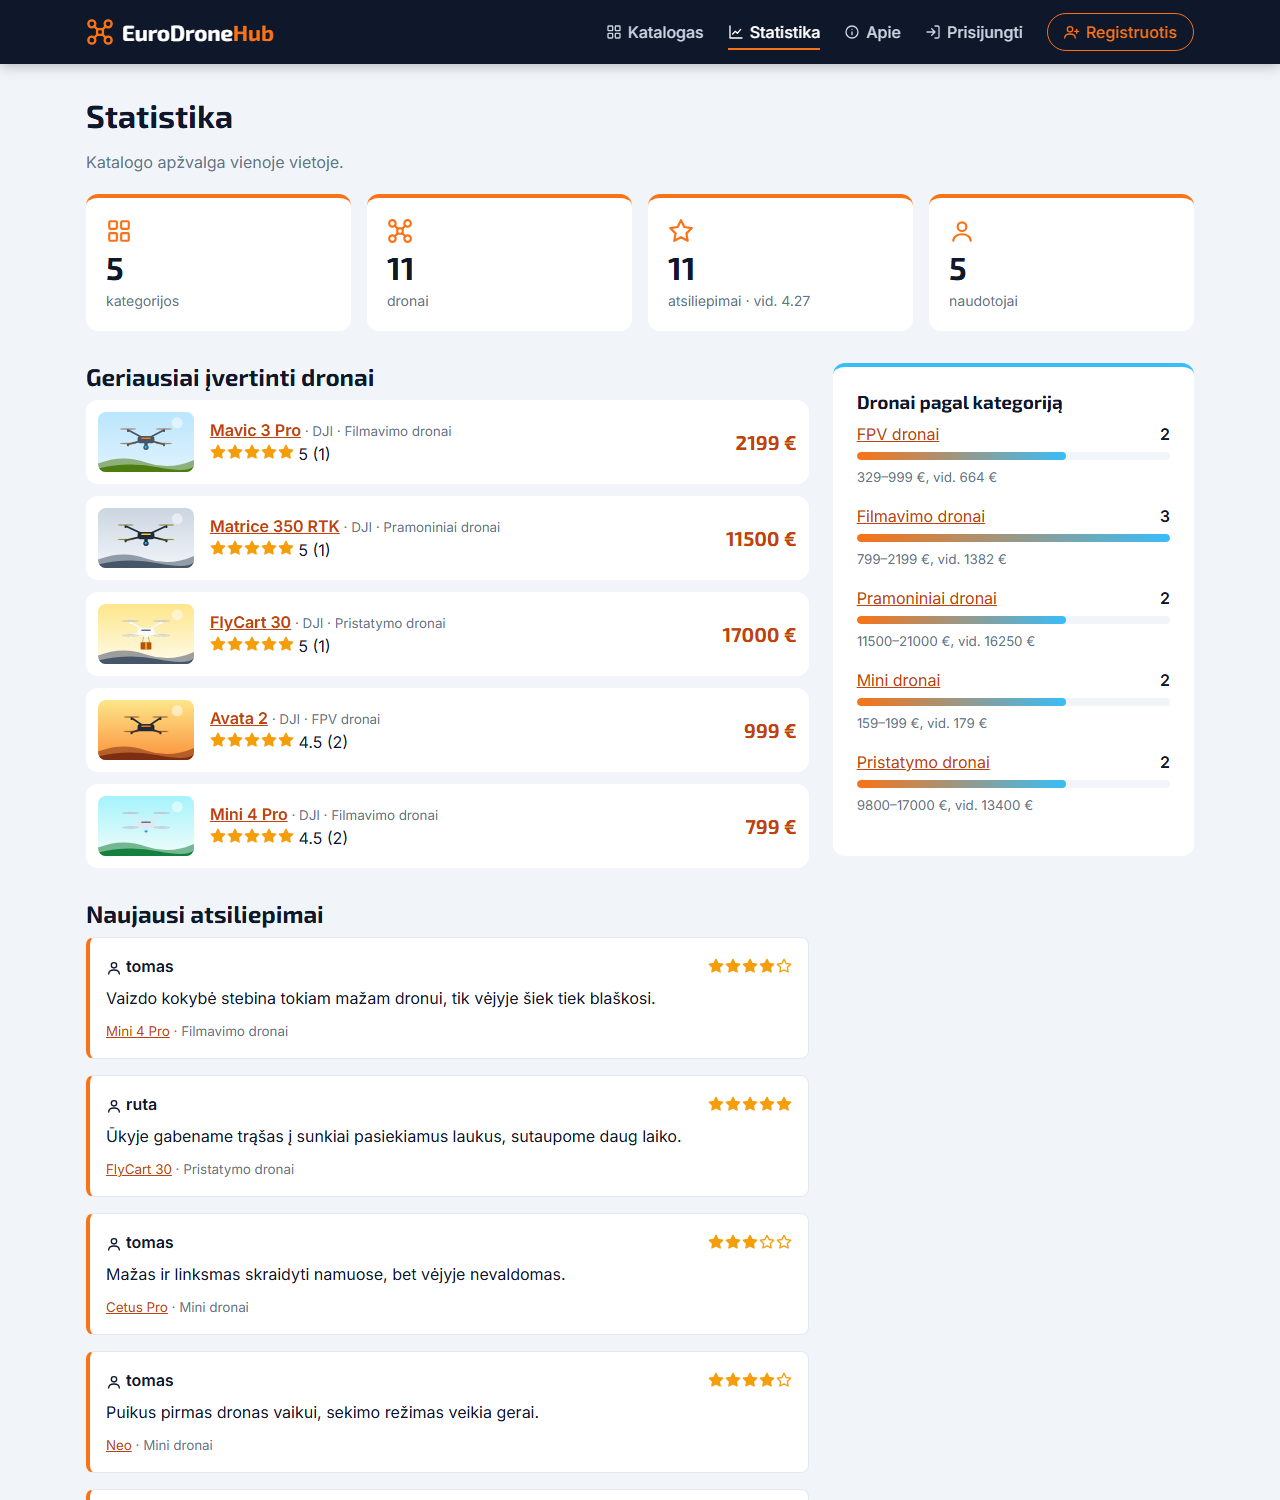 EuroDroneHub
Katalogas
Statistika
Apie
Prisijungti
Registruotis
Statistika
Katalogo apžvalga vienoje vietoje.
5
kategorijos
11
dronai
11
atsiliepimai · vid. 4.27
5
naudotojai
Geriausiai įvertinti dronai
Mavic 3 Pro · DJI · Filmavimo dronai
5 (1)
2199 €
Matrice 350 RTK · DJI · Pramoniniai dronai
5 (1)
11500 €
FlyCart 30 · DJI · Pristatymo dronai
5 (1)
17000 €
Avata 2 · DJI · FPV dronai
4.5 (2)
999 €
Mini 4 Pro · DJI · Filmavimo dronai
4.5 (2)
799 €
Dronai pagal kategoriją
FPV dronai 2
329–999 €, vid. 664 €
Filmavimo dronai 3
799–2199 €, vid. 1382 €
Pramoniniai dronai 2
11500–21000 €, vid. 16250 €
Mini dronai 2
159–199 €, vid. 179 €
Pristatymo dronai 2
9800–17000 €, vid. 13400 €
Naujausi atsiliepimai
tomas
Vaizdo kokybė stebina tokiam mažam dronui, tik vėjyje šiek tiek blaškosi.
Mini 4 Pro · Filmavimo dronai
ruta
Ūkyje gabename trąšas į sunkiai pasiekiamus laukus, sutaupome daug laiko.
FlyCart 30 · Pristatymo dronai
tomas
Mažas ir linksmas skraidyti namuose, bet vėjyje nevaldomas.
Cetus Pro · Mini dronai
tomas
Puikus pirmas dronas vaikui, sekimo režimas veikia gerai.
Neo · Mini dronai